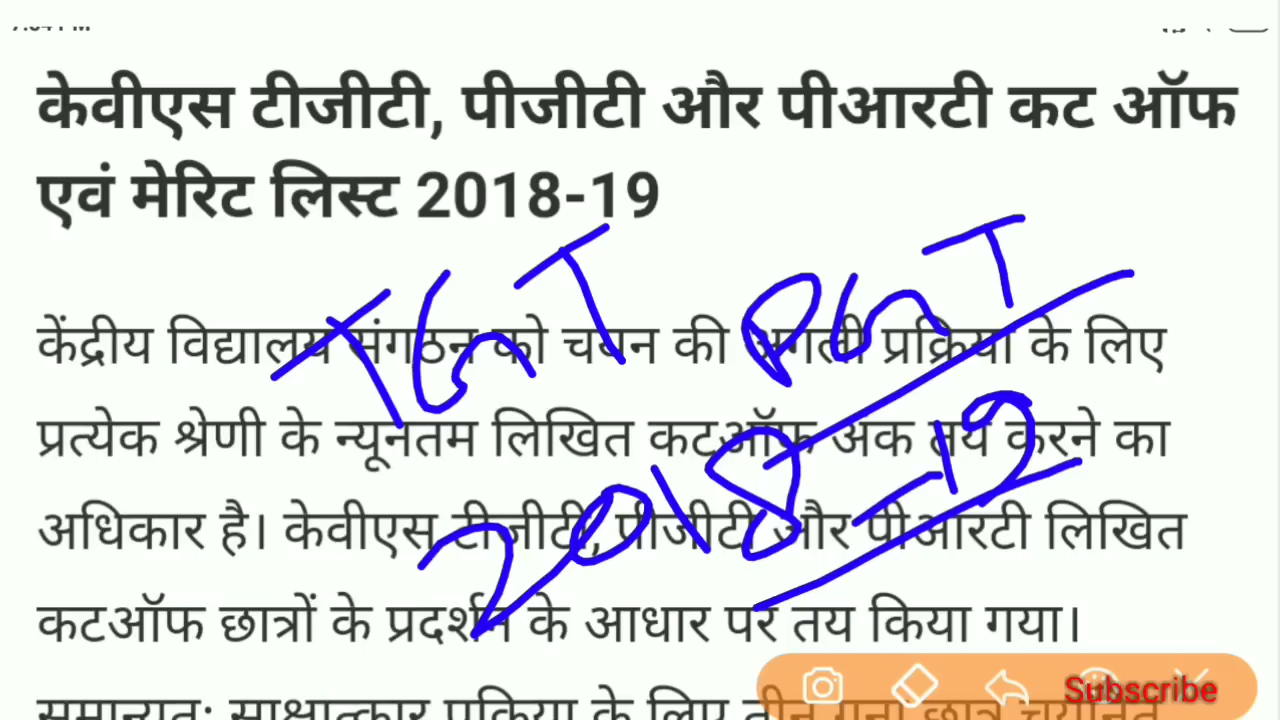 केवीएस टीजीटी, पीजीटी और पीआरटी कट ऑफ
एवं मेरिट लिस्ट 2018-19
TGT PGT
केंद्रीय विद्यालय संगठन को चयन की अगली प्रक्रिया के लिए
प्रत्येक श्रेणी के न्यूनतम लिखित कटऑफ अंक तय करने का
2018-19
अधिकार है। केवीएस टीजीटी, पीजीटी और पीआरटी लिखित
कटऑफ छात्रों के प्रदर्शन के आधार पर तय किया गया।
Subscribe